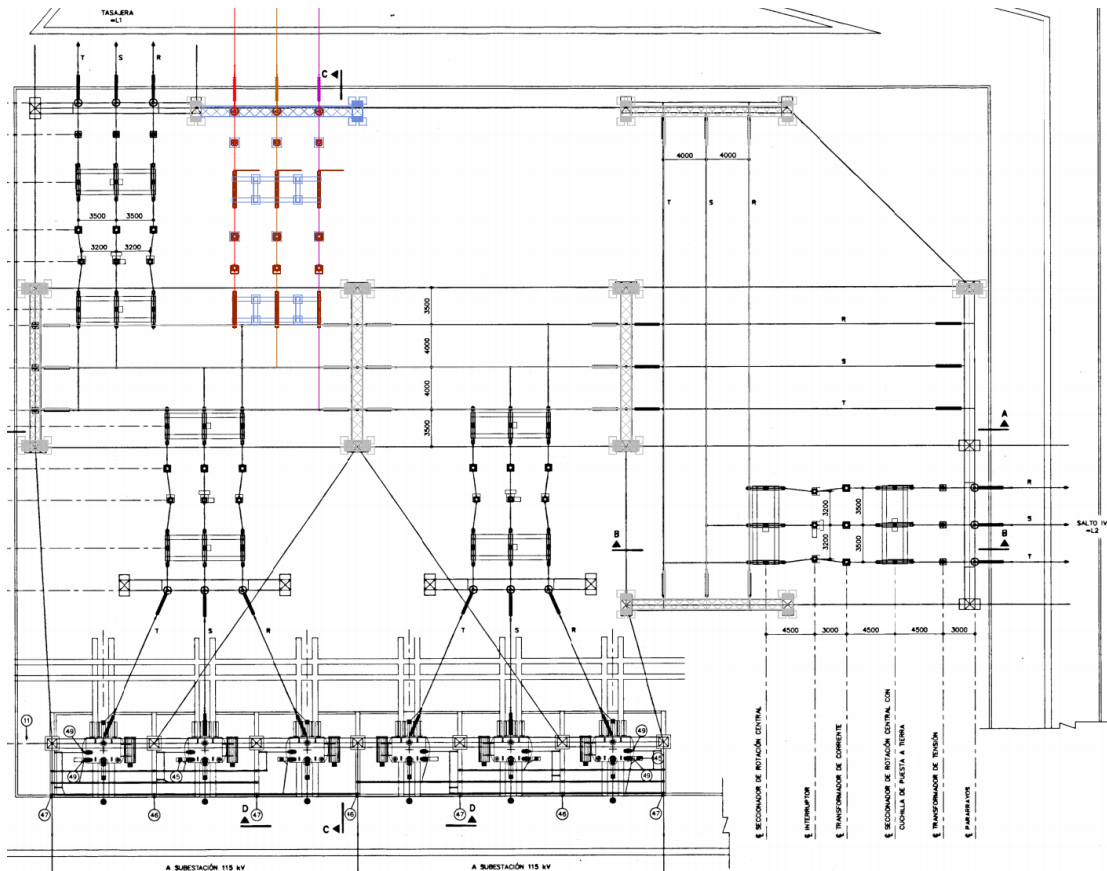 TASAJERA
=L1
T S R
C
4000 4000
3500 3500
T S R
3200 3200
3500
R
4000
S
4000
T
3500
A
R
3200 3500
B
S
SALTO IV
=L2
B
3200 3500
T
T S R
T S R
4500 3000 4500 4500 3000
11
49 49
45 45
49 49
47 46 47 46 47 46 47
D D
C
℄ SECCIONADOR DE ROTACIÓN CENTRAL
℄ INTERRUPTOR
℄ TRANSFORMADOR DE CORRIENTE
℄ SECCIONADOR DE ROTACIÓN CENTRAL CON
CUCHILLA DE PUESTA A TIERRA
℄ TRANSFORMADOR DE TENSIÓN
℄ PARARRAYOS
A SUBESTACIÓN 115 kV A SUBESTACIÓN 115 kV